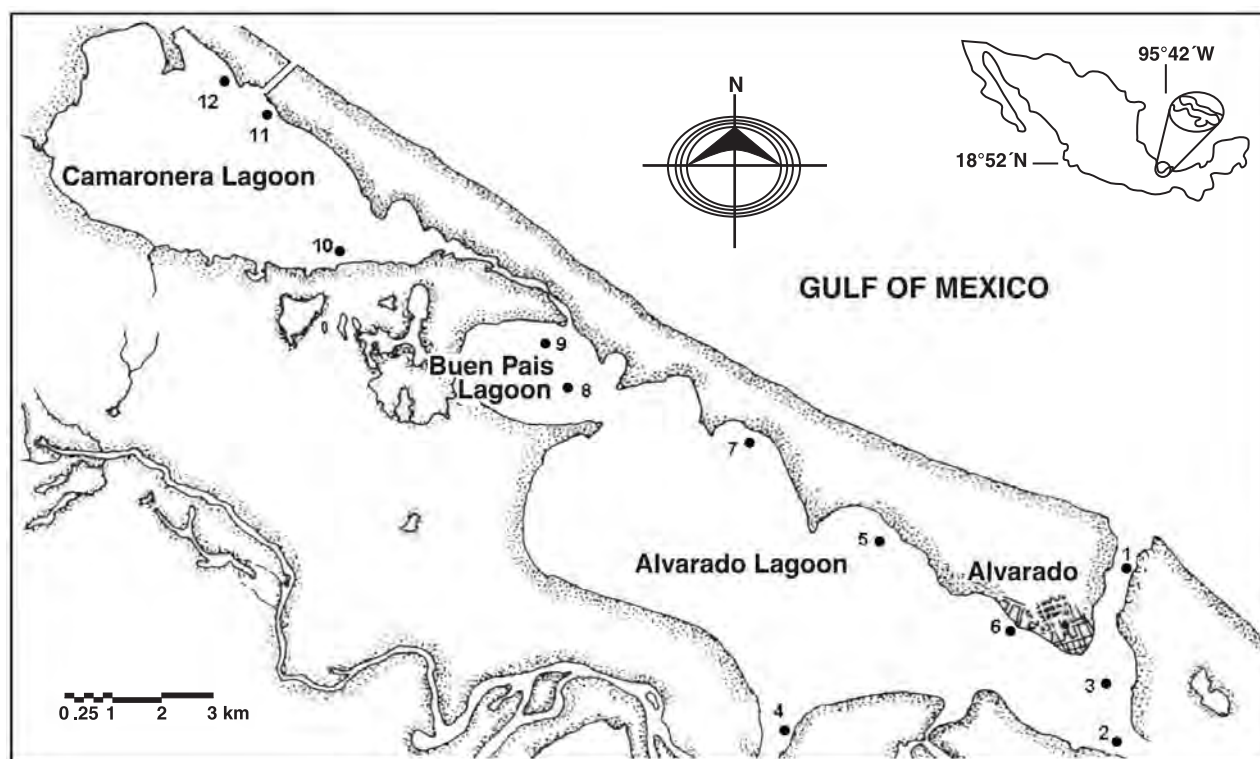 95°42´W
N
18°52´N
12
11
Camaronera Lagoon
10
GULF OF MEXICO
9
Buen Pais
Lagoon
8
7
5
Alvarado Lagoon
Alvarado
1
6
3
4
2
0 .25 1 2 3 km